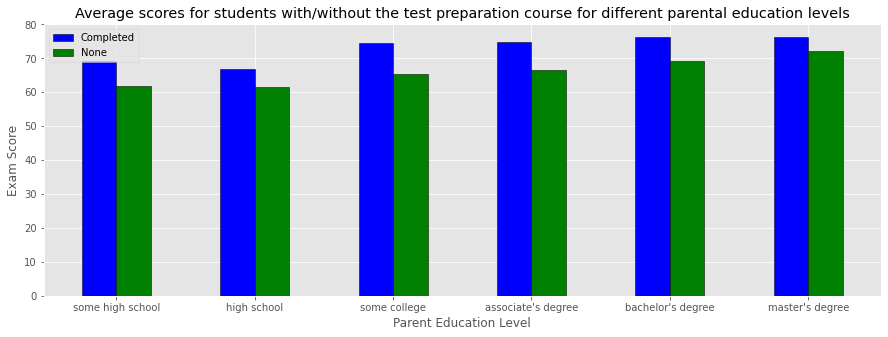 Average scores for students with/without the test preparation course for different parental education levels
Completed
None
Exam Score
80
70
60
50
40
30
20
10
0
some high school
high school
some college
associate's degree
bachelor's degree
master's degree
Parent Education Level